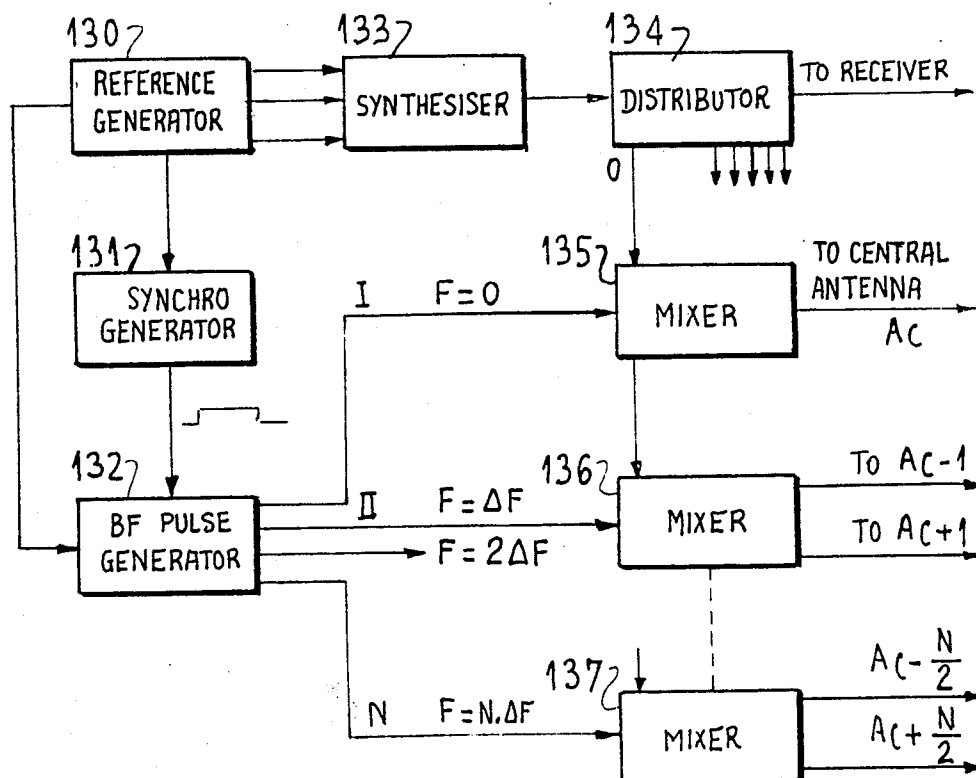 130
REFERENCE
GENERATOR
133
SYNTHESISER
134
DISTRIBUTOR
TO RECEIVER
0
131
SYNCHRO
GENERATOR
I F=0
135
MIXER
TO CENTRAL
ANTENNA
AC
132
BF PULSE
GENERATOR
II F=ΔF
F=2ΔF
136
MIXER
TO AC-1
TO AC+1
N F=N.ΔF
137
MIXER
AC-N/2
AC+N/2